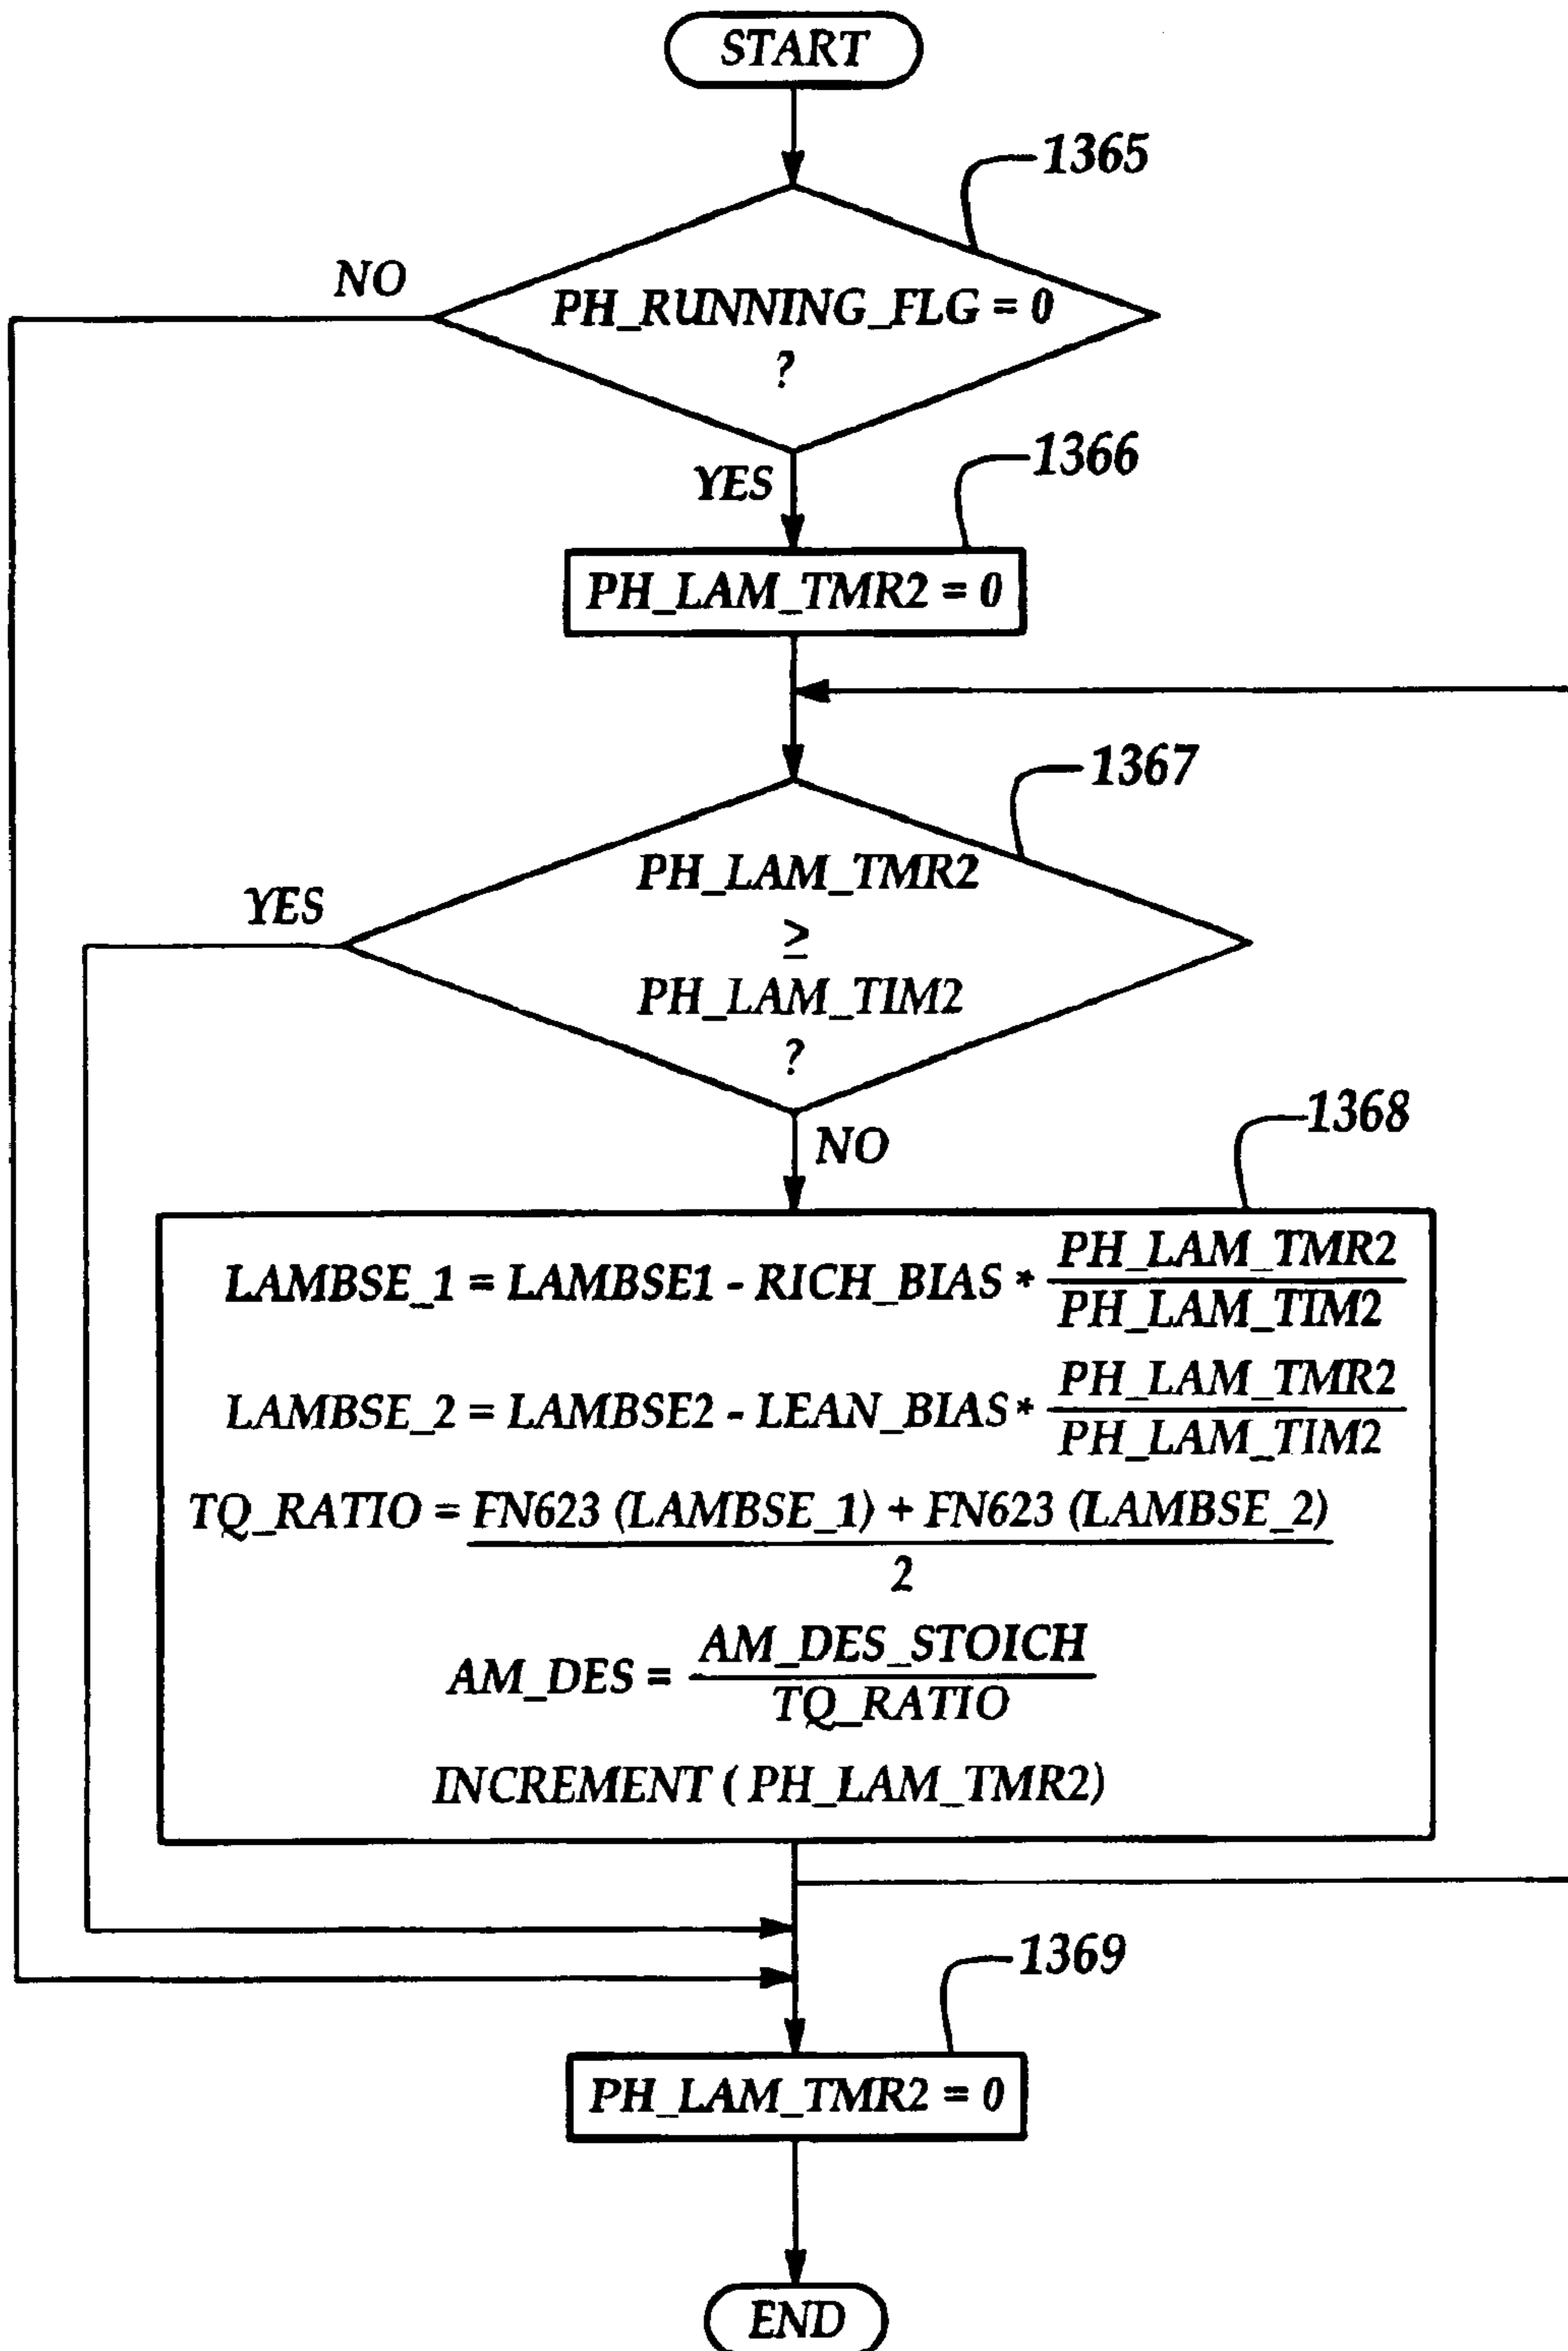 START
1365
NO
PH_RUNNING_FLG = 0
?
1366
YES
PH_LAM_TMR2 = 0
1367
YES
PH_LAM_TMR2
≥
PH_LAM_TIM2
?
1368
NO
LAMBSE_1 = LAMBSE1 - RICH_BIAS * PH_LAM_TMR2
PH_LAM_TIM2
LAMBSE_2 = LAMBSE2 - LEAN_BIAS * PH_LAM_TMR2
PH_LAM_TIM2
TQ_RATIO = FN623 (LAMBSE_1) + FN623 (LAMBSE_2)
2
AM_DES = AM_DES_STOICH
TQ_RATIO
INCREMENT ( PH_LAM_TMR2)
1369
PH_LAM_TMR2 = 0
END